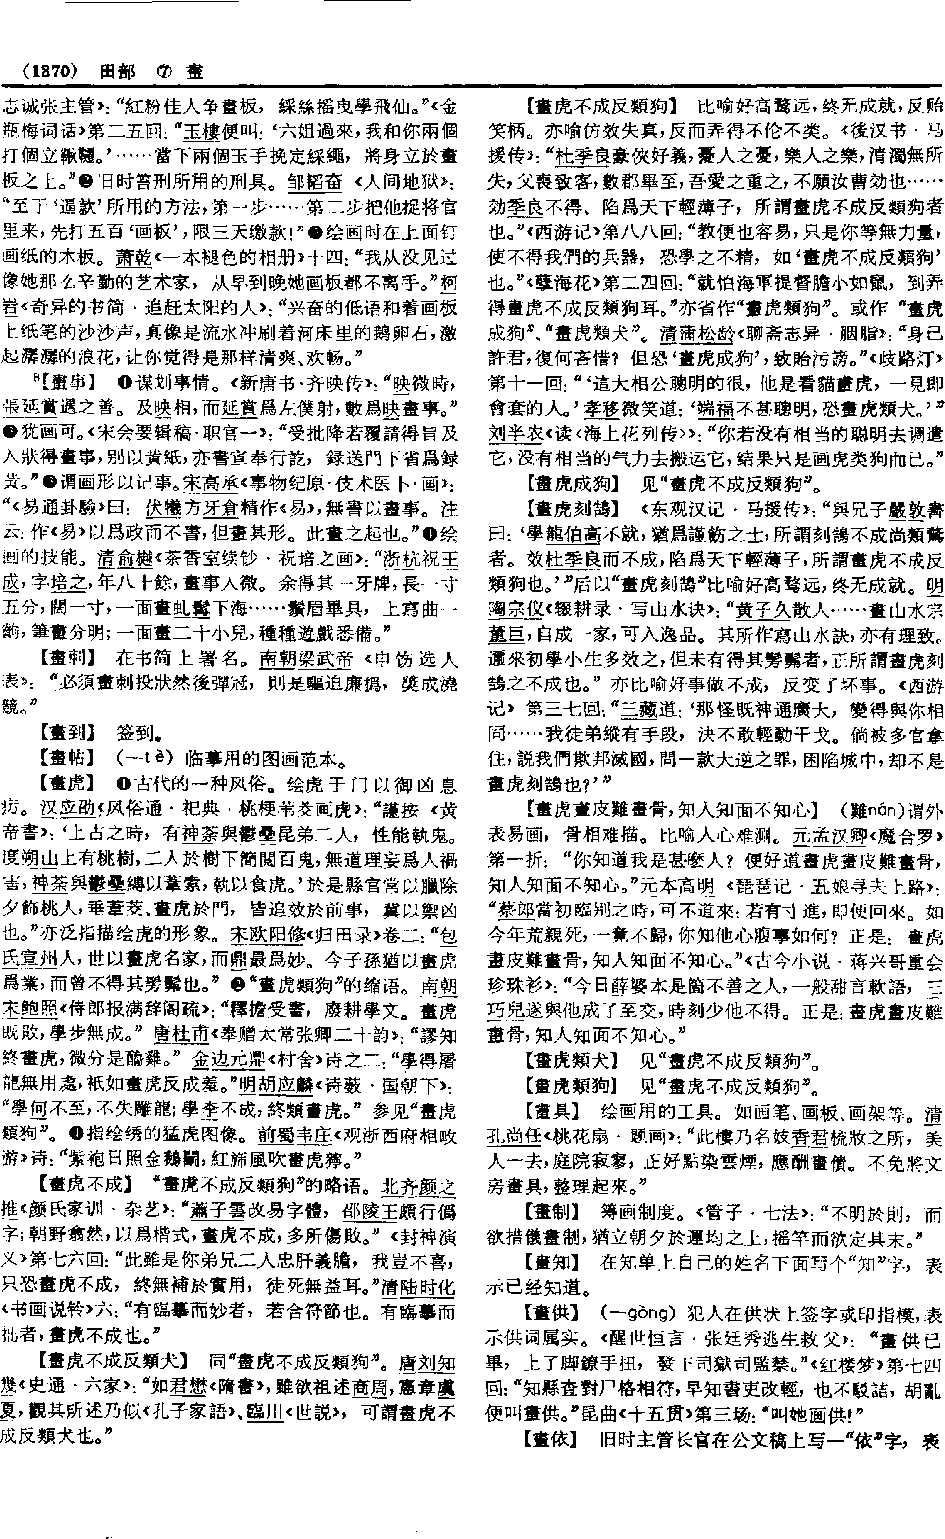 (1370) 田部 ⑦ 畫
志诚张主管》：“紅粉佳人争畫板，綵絲摇曳學飛仙。”《金
瓶梅词话》第二五回：“玉樓便叫：‘六姐過來，我和你兩個
打個立鞦韆。’……當下兩個玉手挽定綵繩，將身立於畫
板之上。”❷旧时笞刑所用的刑具。邹韬奋《人间地狱》：
“至于‘逼款’所用的方法，第一步……第二步把他捉将官
里来，先打五百‘画板’，限三天缴款！”❸绘画时在上面钉
画纸的木板。萧乾《一本褪色的相册》十四：“我从没见过
像她那么辛勤的艺术家，从早到晚她画板都不离手。”柯
岩《奇异的书简·追赶太阳的人》：“兴奋的低语和着画板
上纸笔的沙沙声，真像是流水冲刷着河床里的鹅卵石，激
起潺潺的浪花，让你觉得是那样清爽、欢畅。”
【畫事】 ❶谋划事情。《新唐书·齐映传》：“映微時，
張延賞遇之善。及映相，而延賞爲左僕射，數爲映畫事。”
❷犹画可。《宋会要辑稿·职官一》：“受批降若覆請得旨及
入狀得畫事，别以黄紙，亦書宣奉行訖，録送門下省爲録
黄。”❸谓画形以记事。宋高承《事物纪原·伎术医卜·画》：
“《易通卦驗》曰：伏犧方牙倉精作《易》，無書以畫事。注
云：作《易》以爲政而不書，但畫其形。此畫之起也。”❹绘
画的技能。清俞樾《茶香室续钞·祝培之画》：“浙杭祝王
成，字培之，年八十餘，畫事入微。余得其一牙牌，長一寸
五分，闊一寸，一面畫虬髯下海……鬚眉畢具，上寫曲一
齣，筆畫分明；一面畫二十小兒，種種遊戲悉備。”
【畫刺】 在书简上署名。南朝梁武帝《申饬选人
表》：“必須畫刺投狀然後彈冠，則是驅迫廉撝，奬成澆
競。”
【畫到】 签到。
【畫帖】 （—tè）临摹用的图画范本。
【畫虎】 ❶古代的一种风俗。绘虎于门以御凶息
疠。汉应劭《风俗通·祀典·桃梗苇茭画虎》：“謹按《黄
帝書》：‘上古之時，有神荼與鬱壘昆弟二人，性能執鬼。
度朔山上有桃樹，二人於樹下簡閲百鬼，無道理妄爲人禍
害，神荼與鬱壘縛以葦索，執以食虎。’於是縣官常以臘除
夕飾桃人，垂葦茭、畫虎於門，皆追效於前事，冀以禦凶
也。”亦泛指描绘虎的形象。宋欧阳修《归田录》卷二：“包
氏宣州人，世以畫虎名家，而鼎最爲妙。今子孫猶以畫虎
爲業，而曾不得其髣髴也。”❷“畫虎類狗”的缩语。南朝
宋鲍照《侍郎报满辞阁疏》：“釋擔受書，廢耕學文。畫虎
既敗，學步無成。”唐杜甫《奉赠太常张卿二十韵》：“謬知
終畫虎，微分是醯雞。”金边元鼎《村舍》诗之二：“學得屠
龍無用處，衹如畫虎反成羞。”明胡应麟《诗薮·国朝下》：
“學何不至，不失雕龍；學李不成，終類畫虎。”参见“畫虎
類狗”。❸指绘绣的猛虎图像。前蜀韦庄《观浙西府相畋
游》诗：“紫袍日照金鵝鬭，紅旆風吹畫虎獰。”
【畫虎不成】 “畫虎不成反類狗”的略语。北齐颜之
推《颜氏家训·杂艺》：“蕭子雲改易字體，邵陵王頗行僞
字；朝野翕然，以爲楷式，畫虎不成，多所傷敗。”《封神演
义》第七六回：“此雖是你弟兄二人忠肝義膽，我豈不喜，
只恐畫虎不成，終無補於實用，徒死無益耳。”清陆时化
《书画说铃》六：“有臨摹而妙者，若合符節也。有臨摹而
拙者，畫虎不成也。”
【畫虎不成反類犬】 同“畫虎不成反類狗”。唐刘知
幾《史通·六家》：“如君懋《隋書》，雖欲祖述商周，憲章虞
夏，觀其所述乃似《孔子家語》、臨川《世説》，可謂畫虎不
成反類犬也。”
【畫虎不成反類狗】 比喻好高骛远，终无成就，反贻
笑柄。亦喻仿效失真，反而弄得不伦不类。《後汉书·马
援传》：“杜季良豪俠好義，憂人之憂，樂人之樂，清濁無所
失，父喪致客，數郡畢至，吾愛之重之，不願汝曹効也……
効季良不得，陷爲天下輕薄子，所謂畫虎不成反類狗者
也。”《西游记》第八八回：“教便也容易，只是你等無力量，
使不得我們的兵器，恐學之不精，如‘畫虎不成反類狗’
也。”《孽海花》第二四回：“就怕海軍提督膽小如鼠，到弄
得畫虎不成反類狗耳。”亦省作“畫虎類狗”。或作“畫虎
成狗”、“畫虎類犬”。清蒲松龄《聊斋志异·胭脂》：“身已
許君，復何吝惜？但恐‘畫虎成狗’，致貽污謗。”《歧路灯》
第十一回：“‘這大相公聰明的很，他是看貓畫虎，一見即
會套的人。’孝移微笑道：‘端福不甚聰明，恐畫虎類犬。’”
刘半农《读〈海上花列传〉》：“你若没有相当的聪明去调遣
它，没有相当的气力去搬运它，结果只是画虎类狗而已。”
【畫虎成狗】 见“畫虎不成反類狗”。
【畫虎刻鵠】 《东观汉记·马援传》：“與兄子嚴敦書
曰：‘學龍伯高不就，猶爲謹飭之士，所謂刻鵠不成尚類鶩
者。效杜季良而不成，陷爲天下輕薄子，所謂畫虎不成反
類狗也。’”后以“畫虎刻鵠”比喻好高骛远，终无成就。明
陶宗仪《辍耕录·写山水诀》：“黄子久散人……畫山水宗
董巨，自成一家，可入逸品。其所作寫山水訣，亦有理致。
邇來初學小生多效之，但未有得其髣髴者，正所謂畫虎刻
鵠之不成也。”亦比喻好事做不成，反变了坏事。《西游
记》第三七回：“三藏道：‘那怪既神通廣大，變得與你相
同……我徒弟縱有手段，決不敢輕動干戈。倘被多官拿
住，説我們欺邦滅國，問一款大逆之罪，困陷城中，却不是
畫虎刻鵠也？’”
【畫虎畫皮難畫骨，知人知面不知心】 （難nán）谓外
表易画，骨相难描。比喻人心难测。元孟汉卿《魔合罗》
第一折：“你知道我是甚麽人？便好道畫虎畫皮難畫骨，
知人知面不知心。”元本高明《琵琶记·五娘寻夫上路》：
“蔡郎當初臨别之時，可不道來：若有寸進，即便回來。如
今年荒親死，一竟不歸，你知他心腹事如何？正是：畫虎
畫皮難畫骨，知人知面不知心。”《古今小说·蒋兴哥重会
珍珠衫》：“今日薛婆本是箇不善之人，一般甜言軟語，三
巧兒遂與他成了至交，時刻少他不得。正是：畫虎畫皮難
畫骨，知人知面不知心。”
【畫虎類犬】 见“畫虎不成反類狗”。
【畫虎類狗】 见“畫虎不成反類狗”。
【畫具】 绘画用的工具。如画笔、画板、画架等。清
孔尚任《桃花扇·题画》：“此樓乃名妓香君梳妝之所，美
人一去，庭院寂寥，正好點染雲煙，應酬畫債。不免將文
房畫具，整理起來。”
【畫制】 筹画制度。《管子·七法》：“不明於則，而
欲措儀畫制，猶立朝夕於運均之上，摇竿而欲定其末。”
【畫知】 在知单上自己的姓名下面写个“知”字，表
示已经知道。
【畫供】 （—gòng）犯人在供状上签字或印指模，表
示供词属实。《醒世恒言·张廷秀逃生救父》：“畫供已
畢，上了脚鐐手扭，發下司獄司監禁。”《红楼梦》第七四
回：“知縣查對尸格相符，早知書吏改輕，也不駁詰，胡亂
便叫畫供。”昆曲《十五贯》第三场：“叫她画供！”
【畫依】 旧时主管长官在公文稿上写一“依”字，表